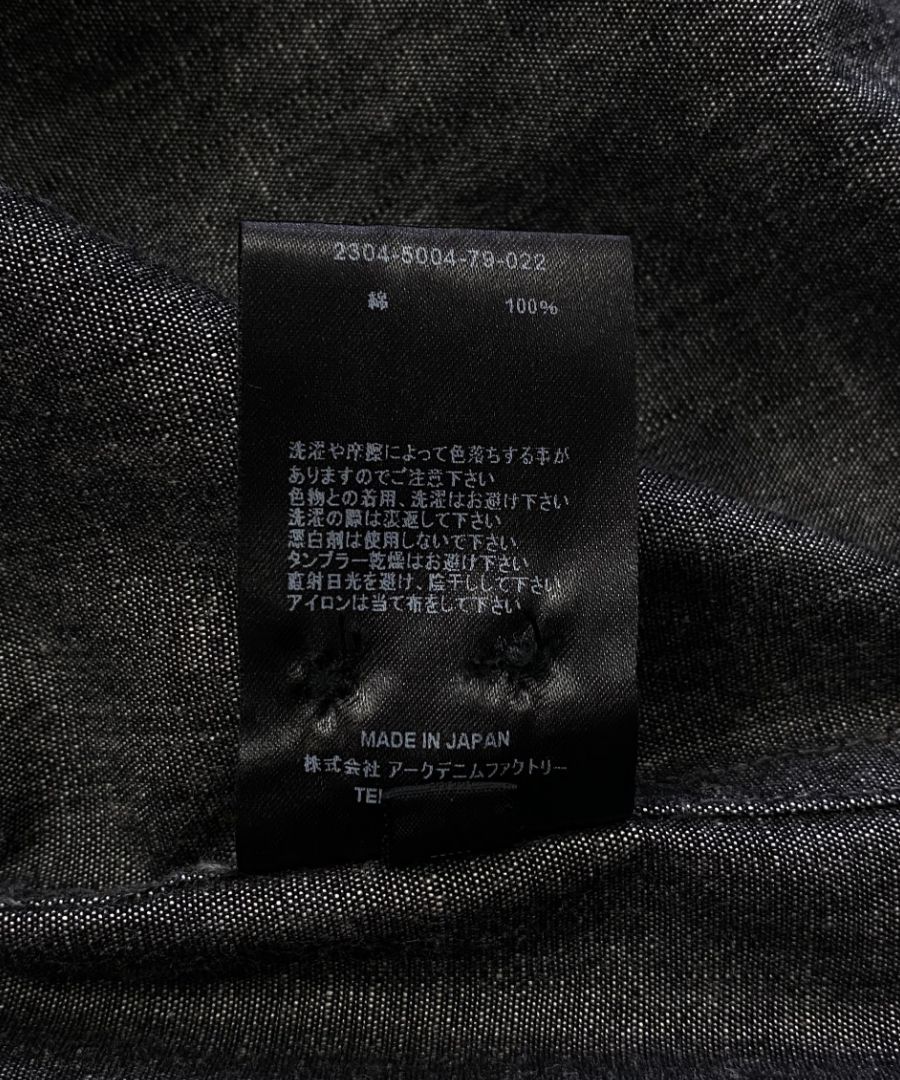 2304-5004-79-022
綿 100%
洗濯や摩擦によって色落ちする事が
ありますのでご注意下さい
色物との着用、洗濯はお避け下さい
洗濯の際は裏返して下さい
漂白剤は使用しないで下さい
タンブラー乾燥はお避け下さい
直射日光を避け、陰干しして下さい
アイロンは当て布をして下さい
MADE IN JAPAN
株式会社 アークデニムファクトリー